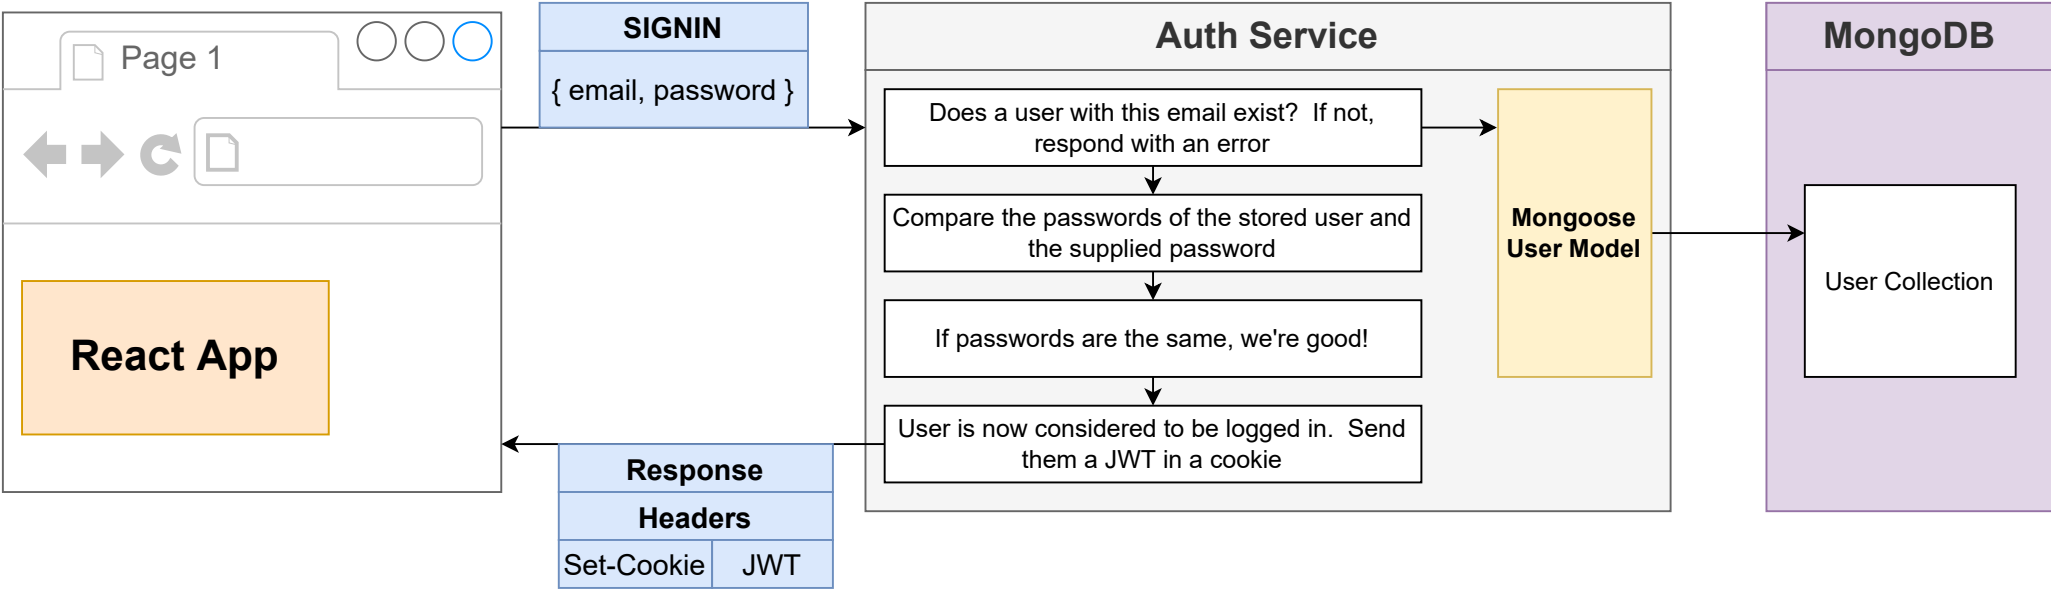 Page 1
React App
SIGNIN
{ email, password }
Response
Headers
Set-Cookie JWT
Auth Service
Does a user with this email exist?  If not,
respond with an error
Compare the passwords of the stored user and
the supplied password
If passwords are the same, we're good!
User is now considered to be logged in.  Send
them a JWT in a cookie
Mongoose
User Model
MongoDB
User Collection